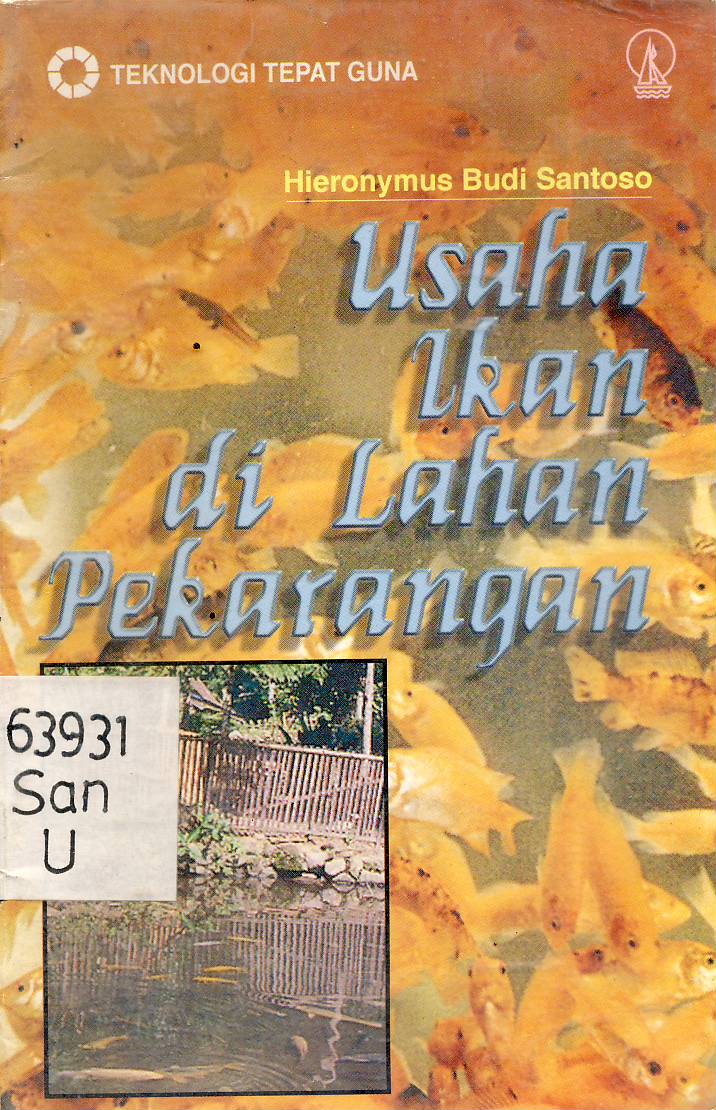 TEKNOLOGI TEPAT GUNA
Hieronymus Budi Santoso
Usaha
Ikan
di Lahan
Pekarangan
63931
San
U